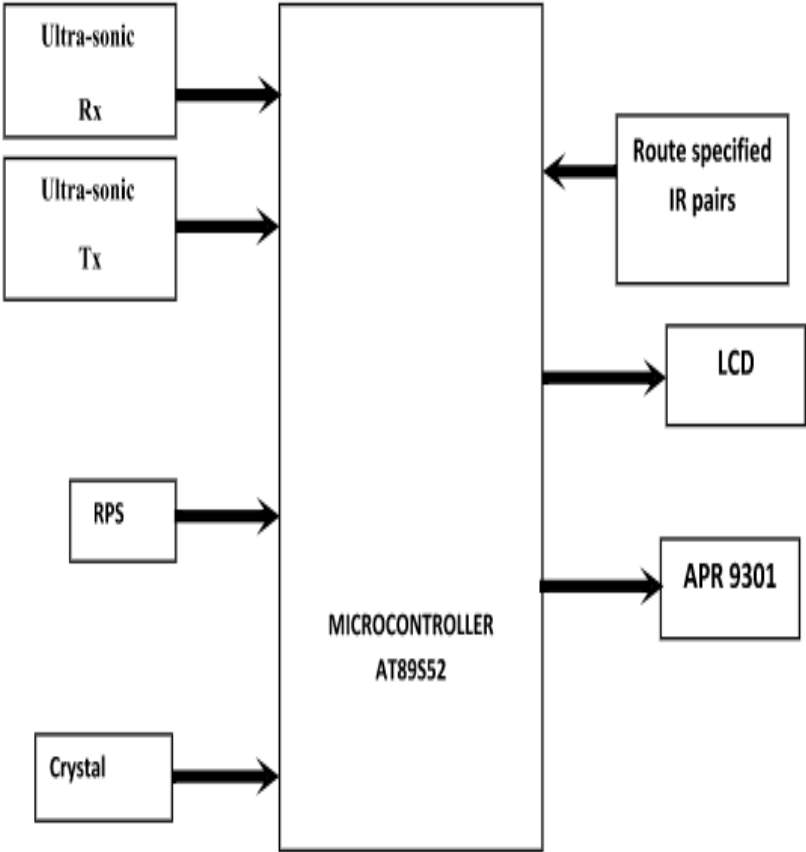 Ultra-sonic
Rx
Ultra-sonic
Tx
RPS
Crystal
MICROCONTROLLER
AT89S52
Route specified
IR pairs
LCD
APR 9301